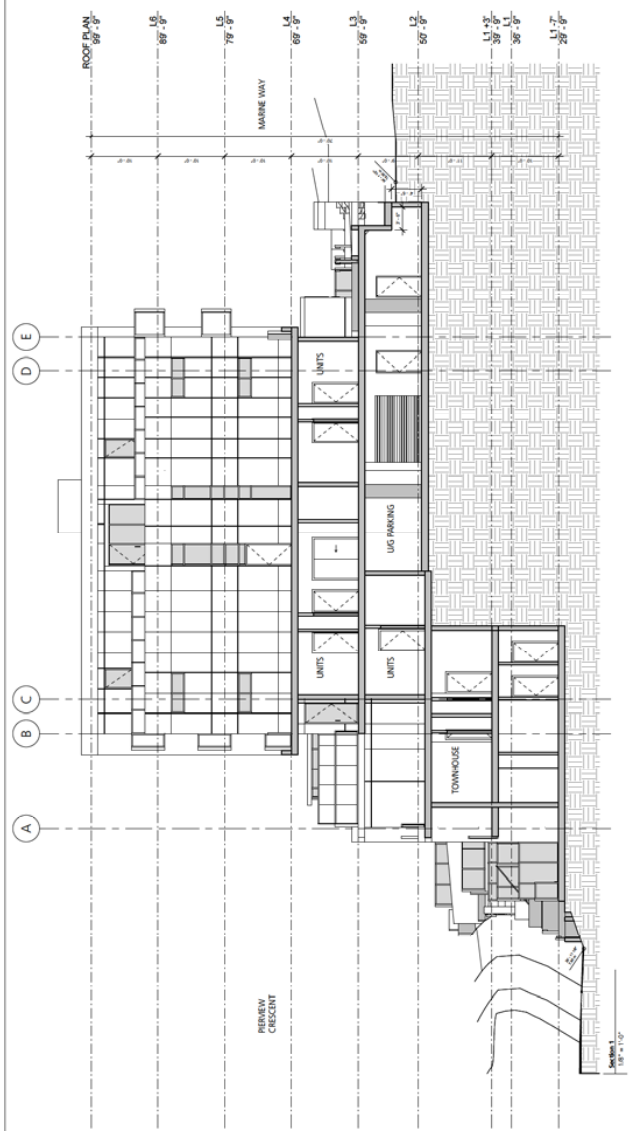 ROOF PLAN
99' - 9"
L6
89' - 9"
L5
79' - 9"
L4
69' - 9"
L3
59' - 9"
L2
50' - 9"
L1 +3'
39' - 9"
L1
36' - 9"
L1 -7'
29' - 9"
MARINE WAY
E
D
C
B
A
UNITS
UNITS
U/G PARKING
UNITS
TOWNHOUSE
PIERVIEW
CRESCENT
Section 1
1/8" = 1'-0"